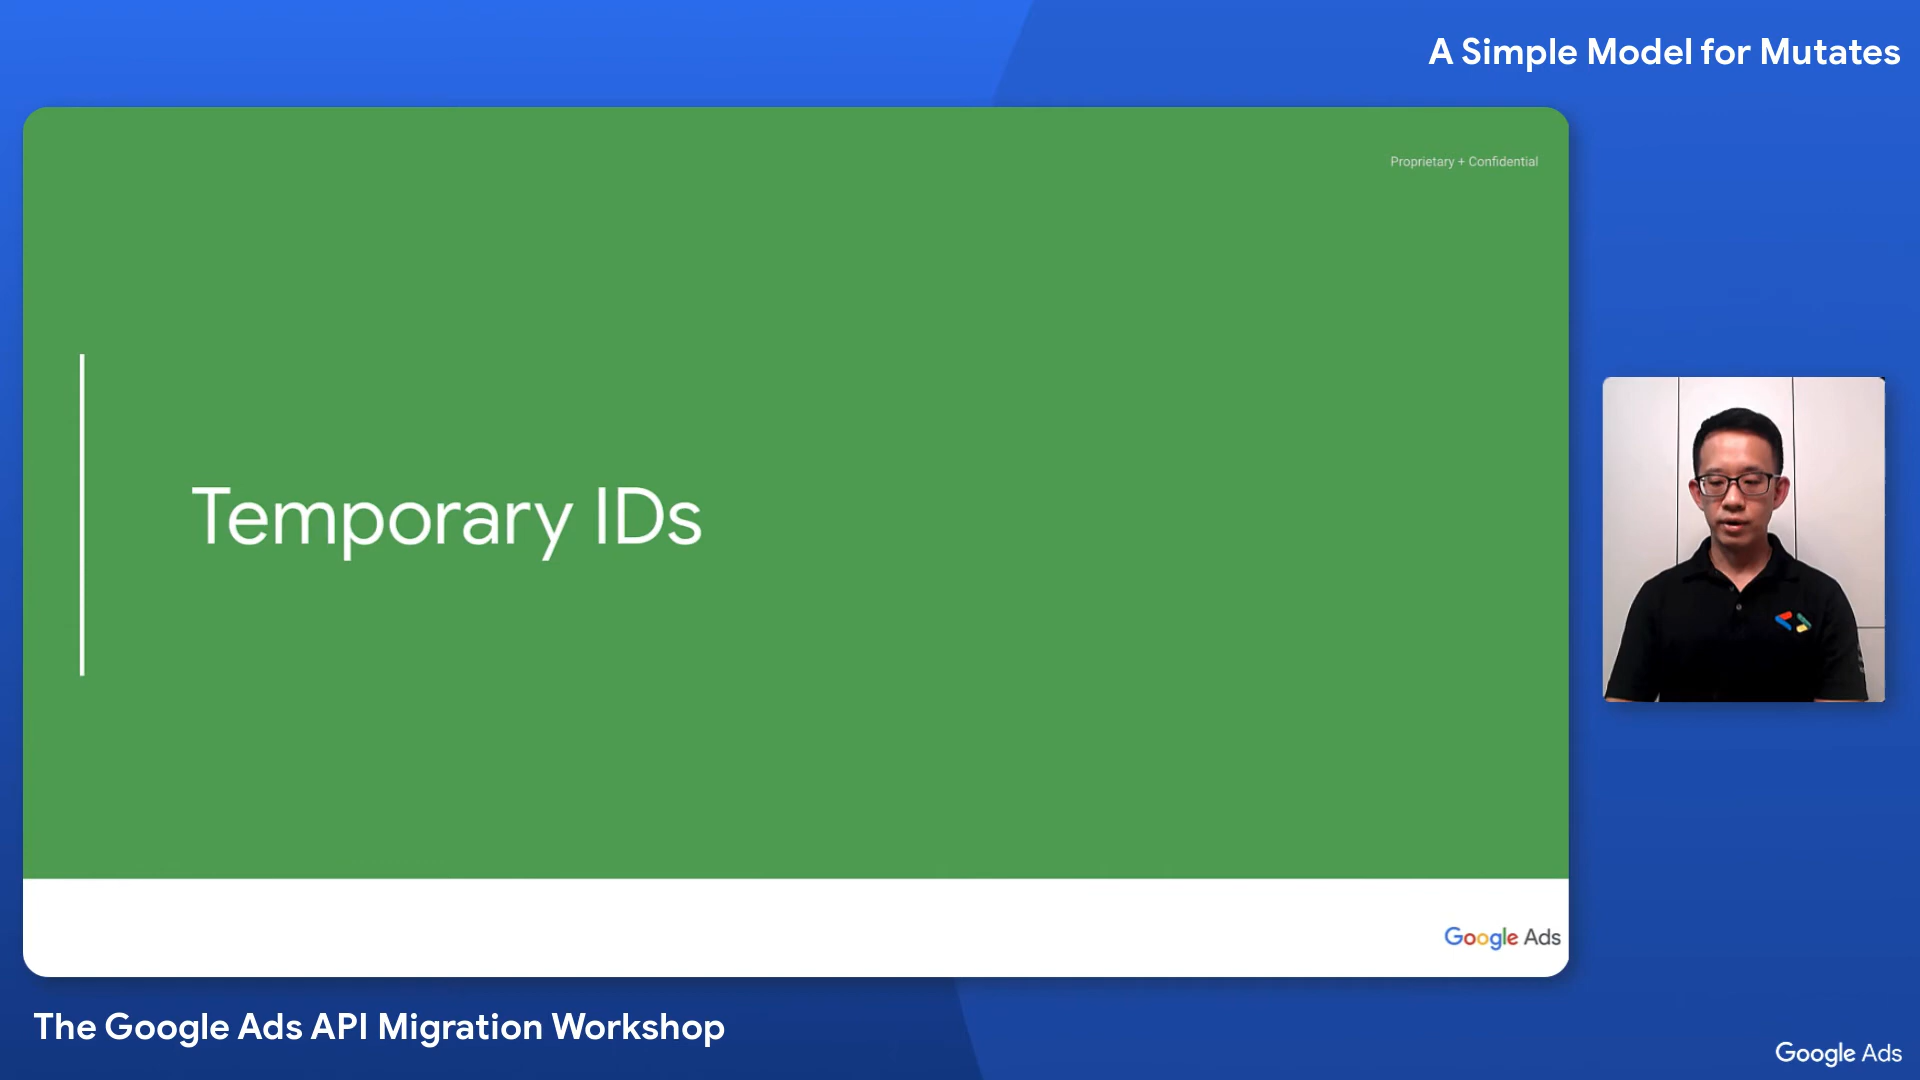 A Simple Model for Mutates
Proprietary + Confidential
Temporary IDs
Google Ads
The Google Ads API Migration Workshop
Google Ads